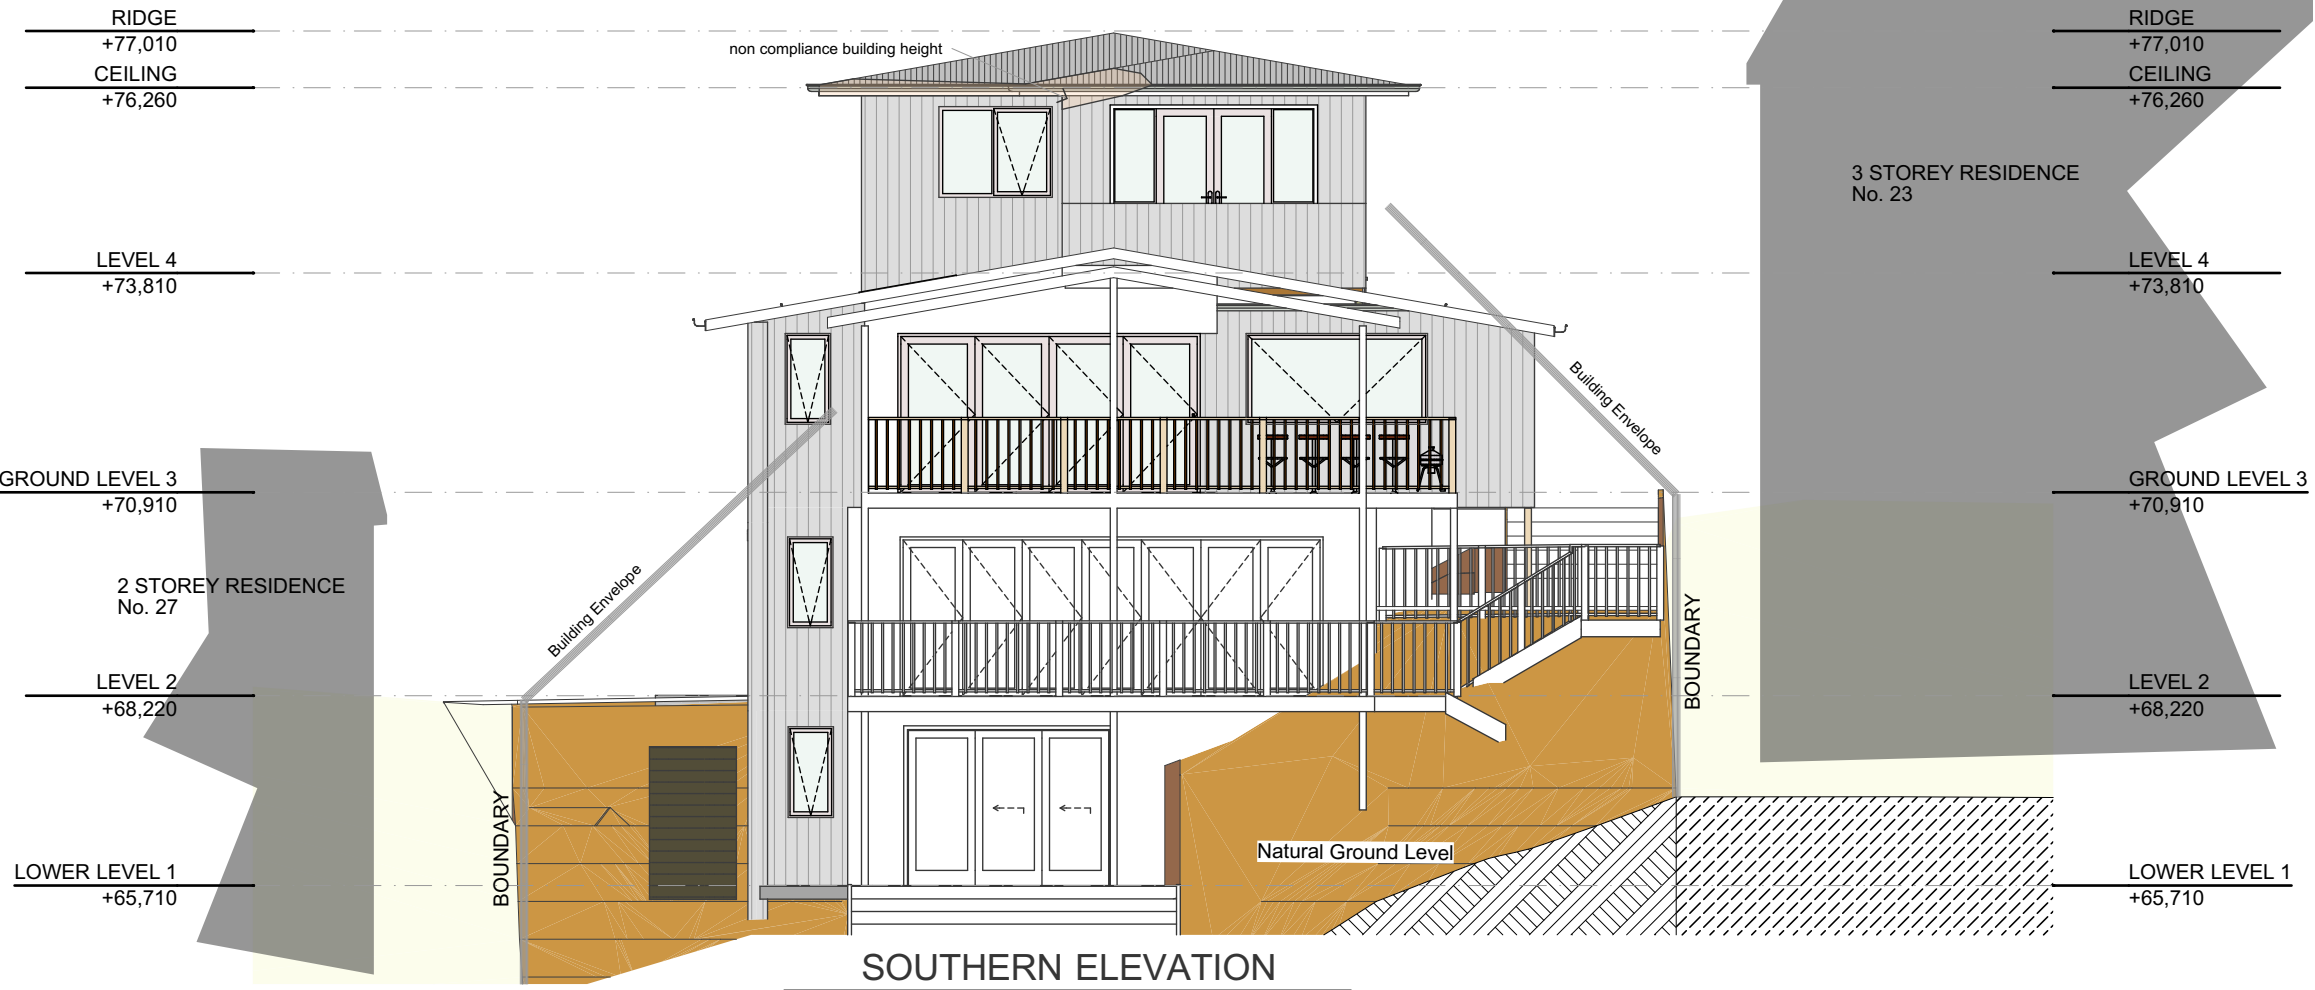 RIDGE
+77,010
CEILING
+76,260
LEVEL 4
+73,810
GROUND LEVEL 3
+70,910
2 STOREY RESIDENCE
No. 27
LEVEL 2
+68,220
LOWER LEVEL 1
+65,710
non compliance building height
Building Envelope
BOUNDARY
Natural Ground Level
Building Envelope
BOUNDARY
3 STOREY RESIDENCE
No. 23
RIDGE
+77,010
CEILING
+76,260
LEVEL 4
+73,810
GROUND LEVEL 3
+70,910
LEVEL 2
+68,220
LOWER LEVEL 1
+65,710
SOUTHERN ELEVATION